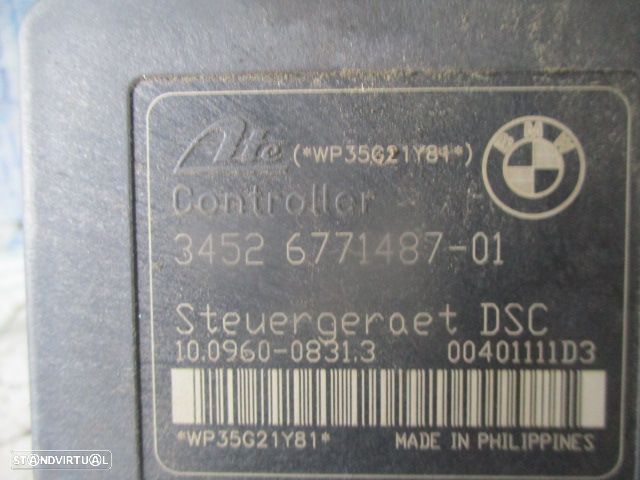 Ate (*WP35G21Y81*)
BMW
Controller
3452 6771487-01
Steuergeraet DSC
10.0960-0831.3 00401111D3
*WP35G21Y81* MADE IN PHILIPPINES
STANDVIRTUAL